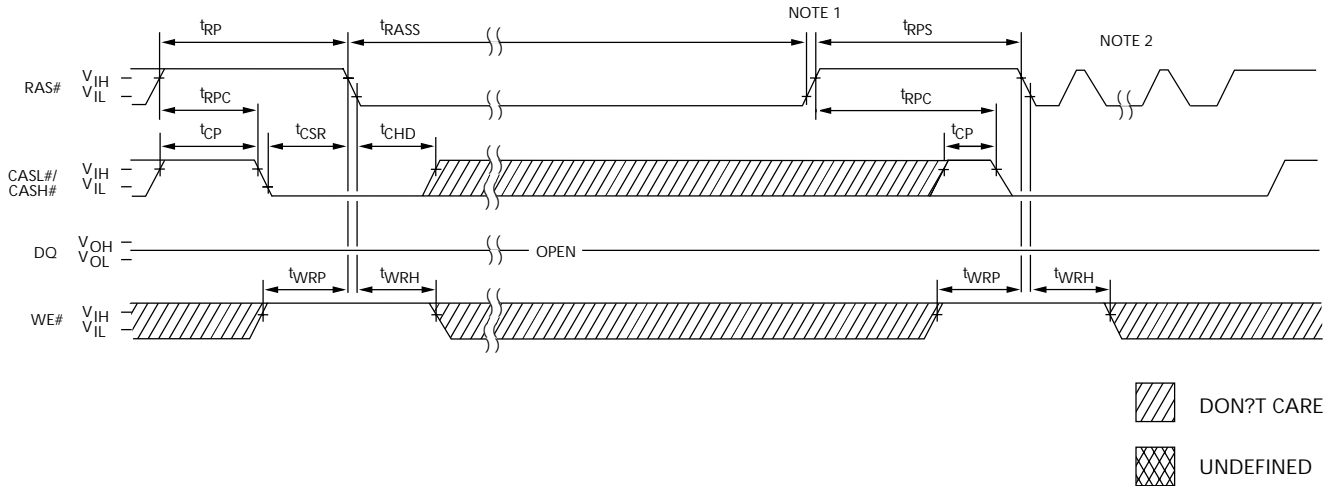 NOTE 1
tRP tRASS tRPS
NOTE 2
RAS# VIH
VIL
tRPC tRPC
tCP tCSR tCHD tCP
CASL#/
CASH#
VIH
VIL
DQ VOH
VOL
OPEN
tWRP tWRH tWRP tWRH
WE# VIH
VIL
DON?T CARE
UNDEFINED